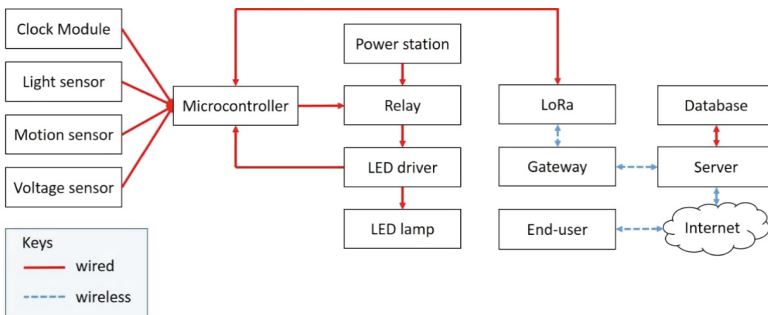 Clock Module
Light sensor
Motion sensor
Voltage sensor
Microcontroller
Power station
Relay
LED driver
LED lamp
LoRa
Gateway
End-user
Database
Server
Internet
Keys
wired
wireless